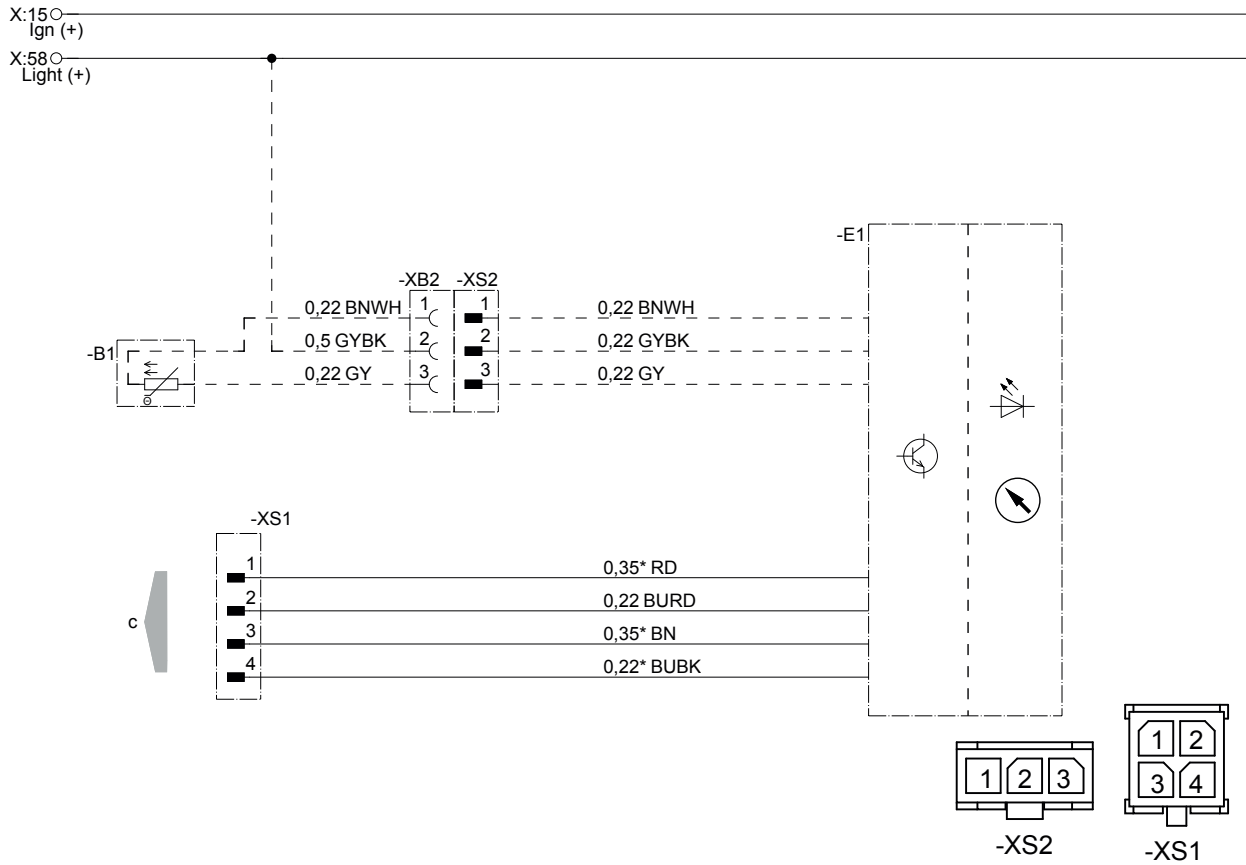 X:15
Ign (+)
X:58
Light (+)
-E1
-XB2 -XS2
0,22 BNWH 1 1 0,22 BNWH
0,5 GYBK 2 2 0,22 GYBK
-B1
0,22 GY 3 3 0,22 GY
-XS1
1 0,35* RD
2 0,22 BURD
c
3 0,35* BN
4 0,22* BUBK
1 2
1 2 3
3 4
-XS2
-XS1